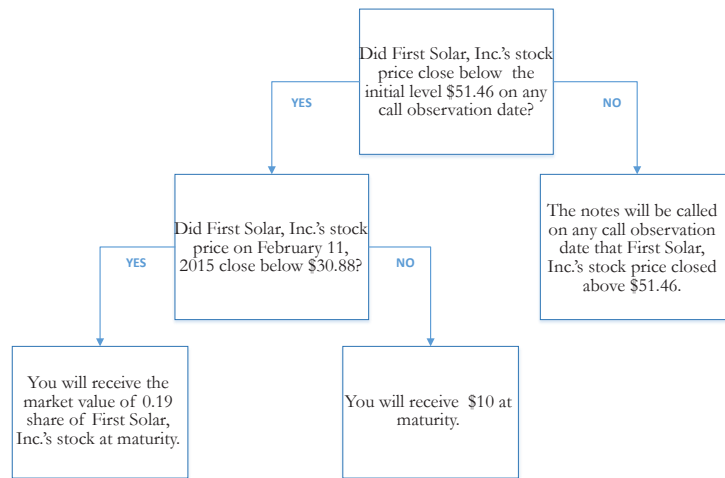 Did First Solar, Inc.'s stock
price close below the
initial level $51.46 on any
call observation date?
YES
NO
Did First Solar, Inc.'s stock
price on February 11,
2015 close below $30.88?
The notes will be called
on any call observation
date that First Solar,
Inc.'s stock price closed
above $51.46.
YES
NO
You will receive the
market value of 0.19
share of First Solar,
Inc.'s stock at maturity.
You will receive $10 at
maturity.